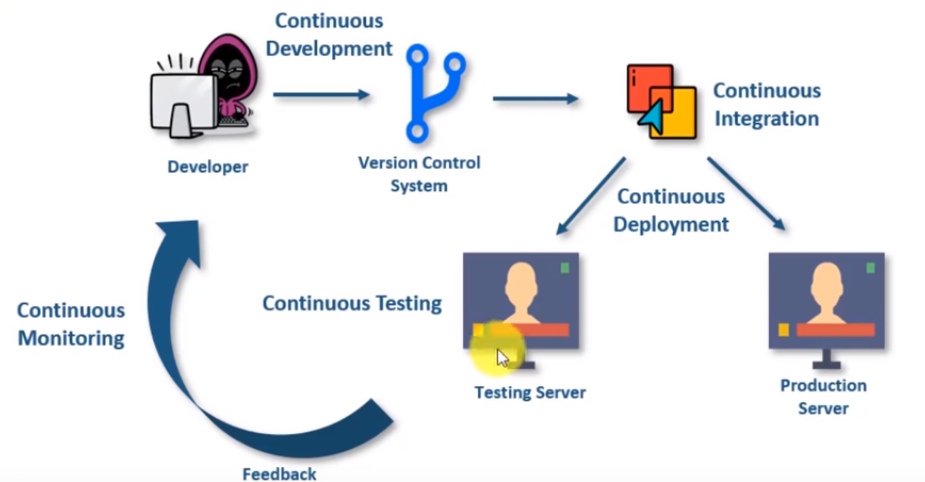 Continuous
Development
Developer
Version Control
System
Continuous
Integration
Continuous
Deployment
Continuous
Monitoring
Continuous Testing
Testing Server
Production
Server
Feedback